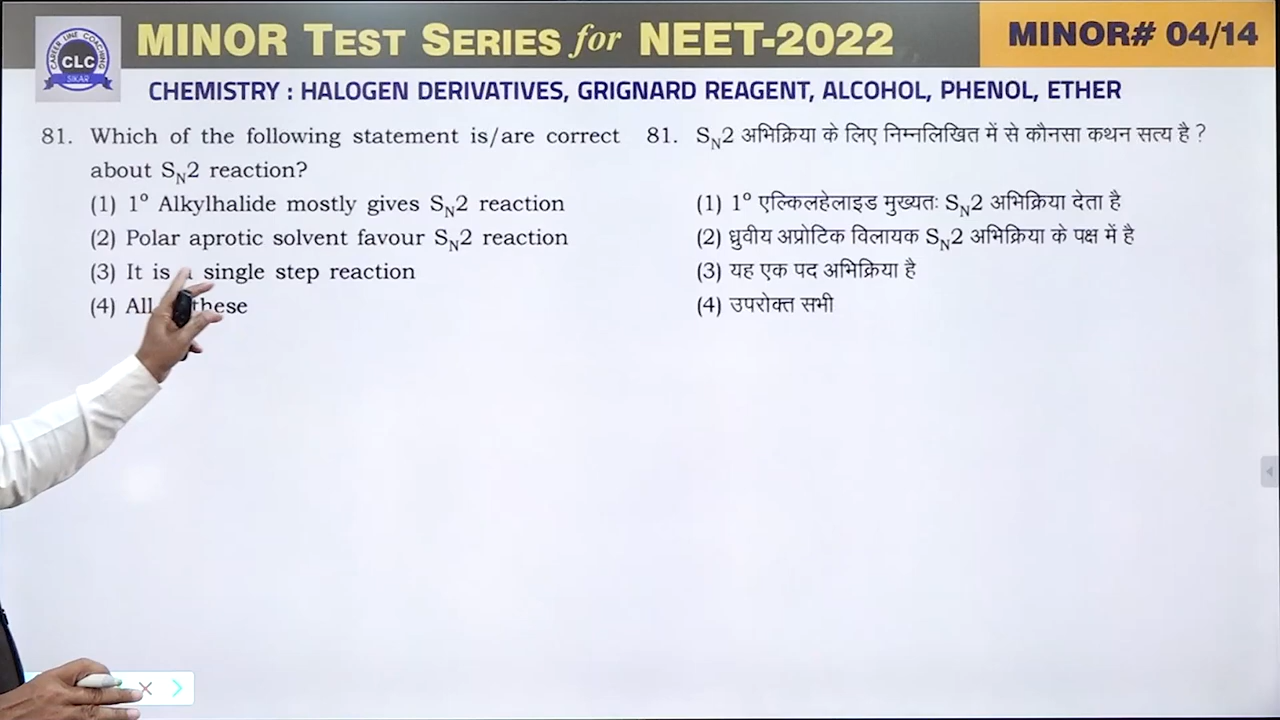 CAREER LINE COACHING
CLC
SIKAR
MINOR TEST SERIES for NEET-2022
MINOR# 04/14
CHEMISTRY : HALOGEN DERIVATIVES, GRIGNARD REAGENT, ALCOHOL, PHENOL, ETHER
81. Which of the following statement is/are correct
about SN2 reaction?
(1) 1° Alkylhalide mostly gives SN2 reaction
(2) Polar aprotic solvent favour SN2 reaction
(3) It is a single step reaction
(4) All these
81. SN2 अभिक्रिया के लिए निम्नलिखित में से कौनसा कथन सत्य है ?
(1) 1° एल्किलहेलाइड मुख्यतः SN2 अभिक्रिया देता है
(2) ध्रुवीय अप्रोटिक विलायक SN2 अभिक्रिया के पक्ष में है
(3) यह एक पद अभिक्रिया है
(4) उपरोक्त सभी